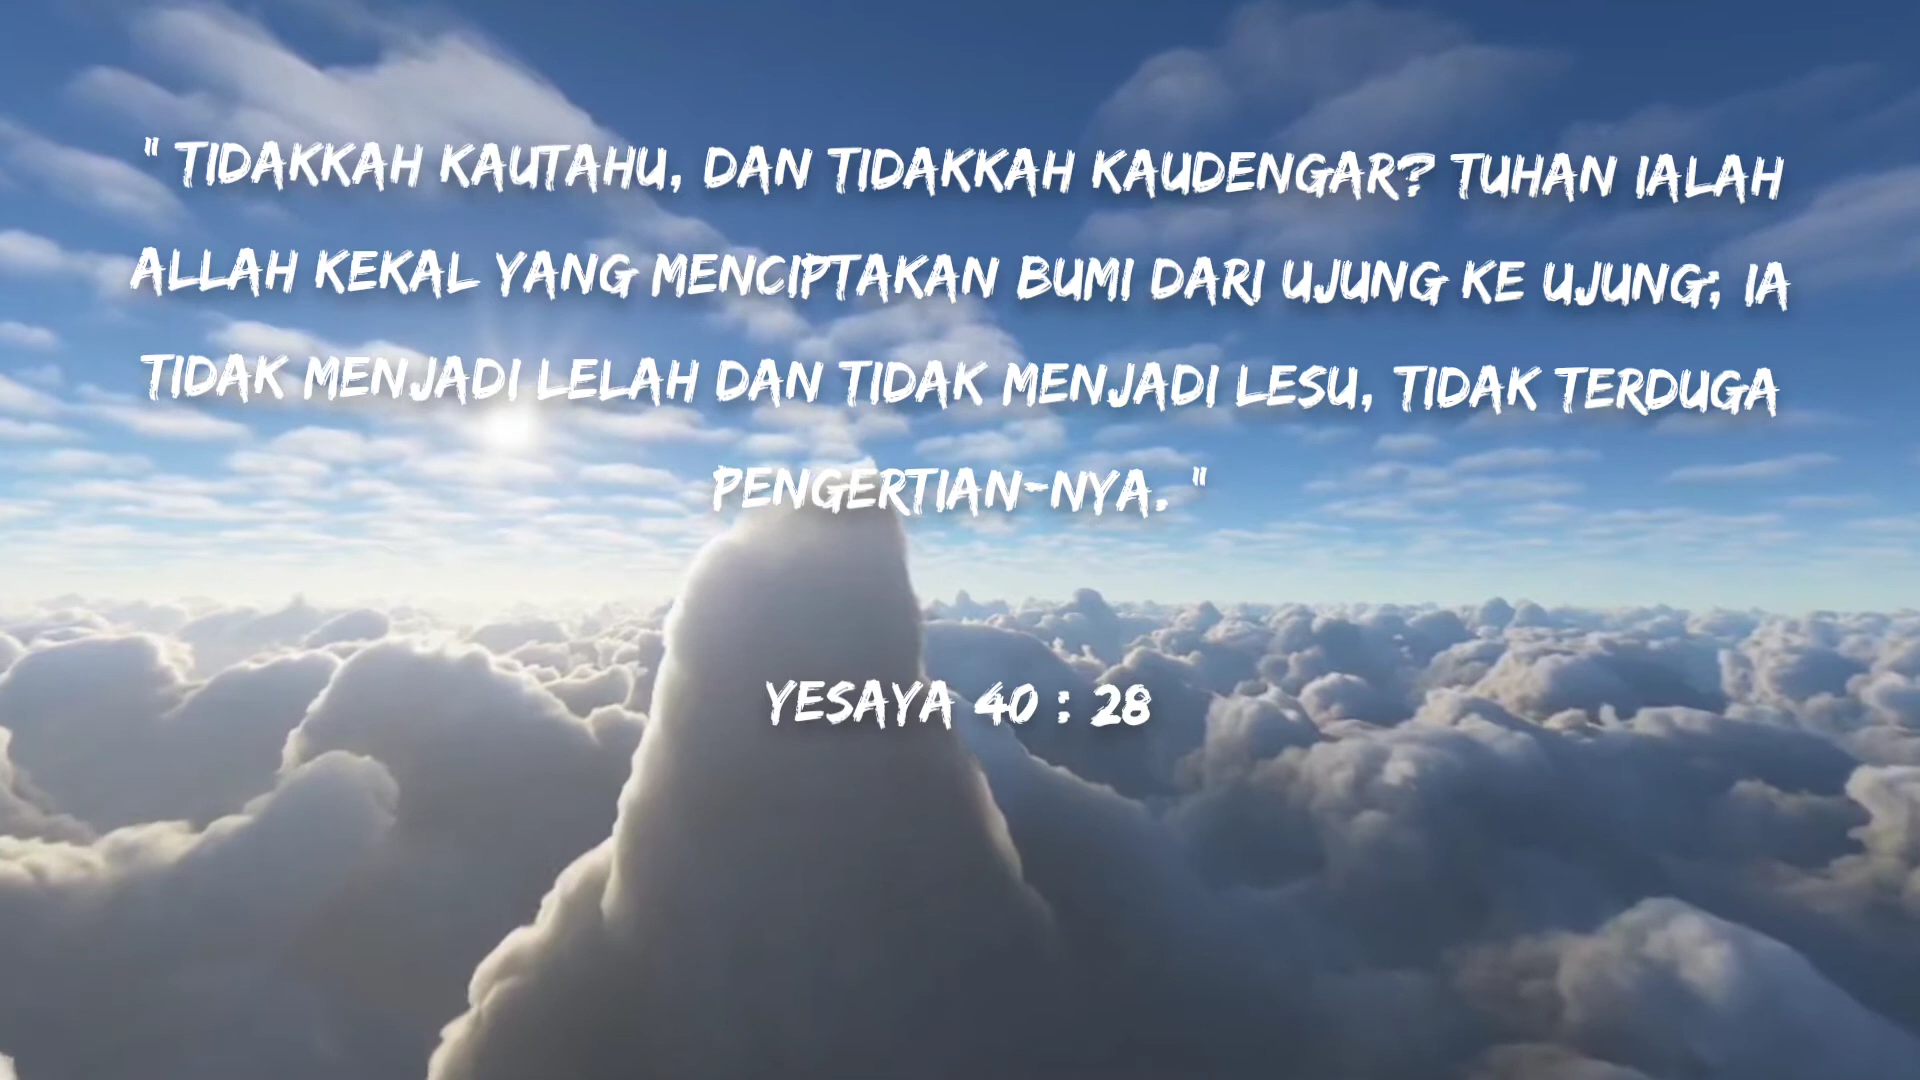 " TIDAKKAH KAUTAHU, DAN TIDAKKAH KAUDENGAR? TUHAN IALAH
ALLAH KEKAL YANG MENCIPTAKAN BUMI DARI UJUNG KE UJUNG; IA
TIDAK MENJADI LELAH DAN TIDAK MENJADI LESU, TIDAK TERDUGA
PENGERTIAN-NYA. "
YESAYA 40 : 28